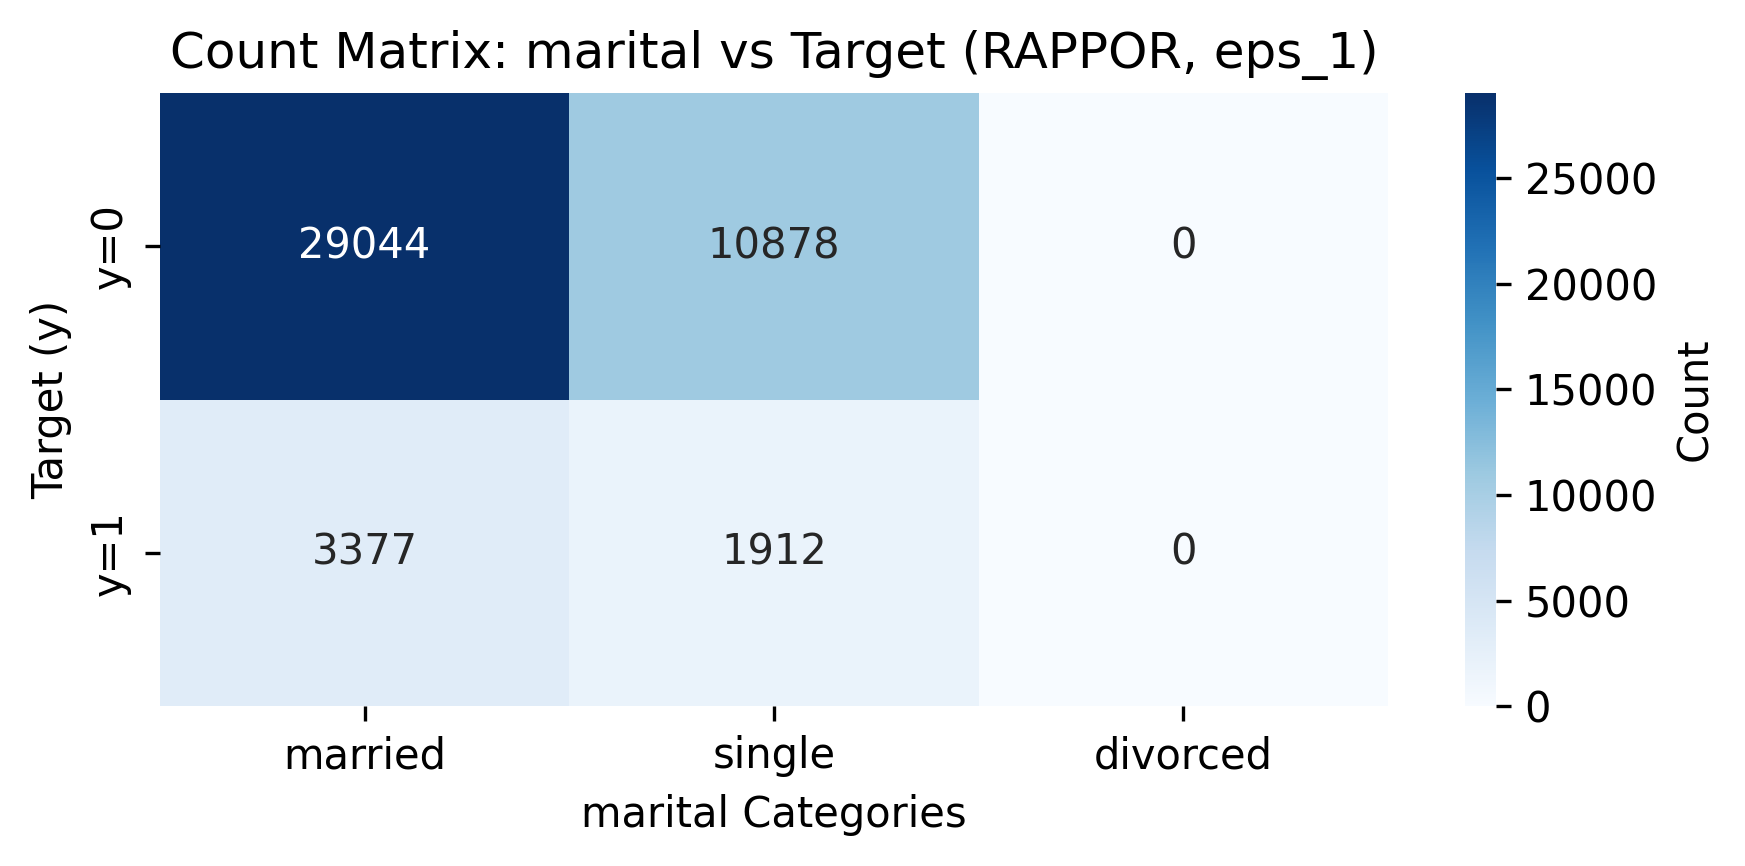 Count Matrix: marital vs Target (RAPPOR, eps_1)
Target (y)
y=0
29044
10878
0
y=1
3377
1912
0
married
single
divorced
marital Categories
25000
20000
15000
10000
5000
0
Count